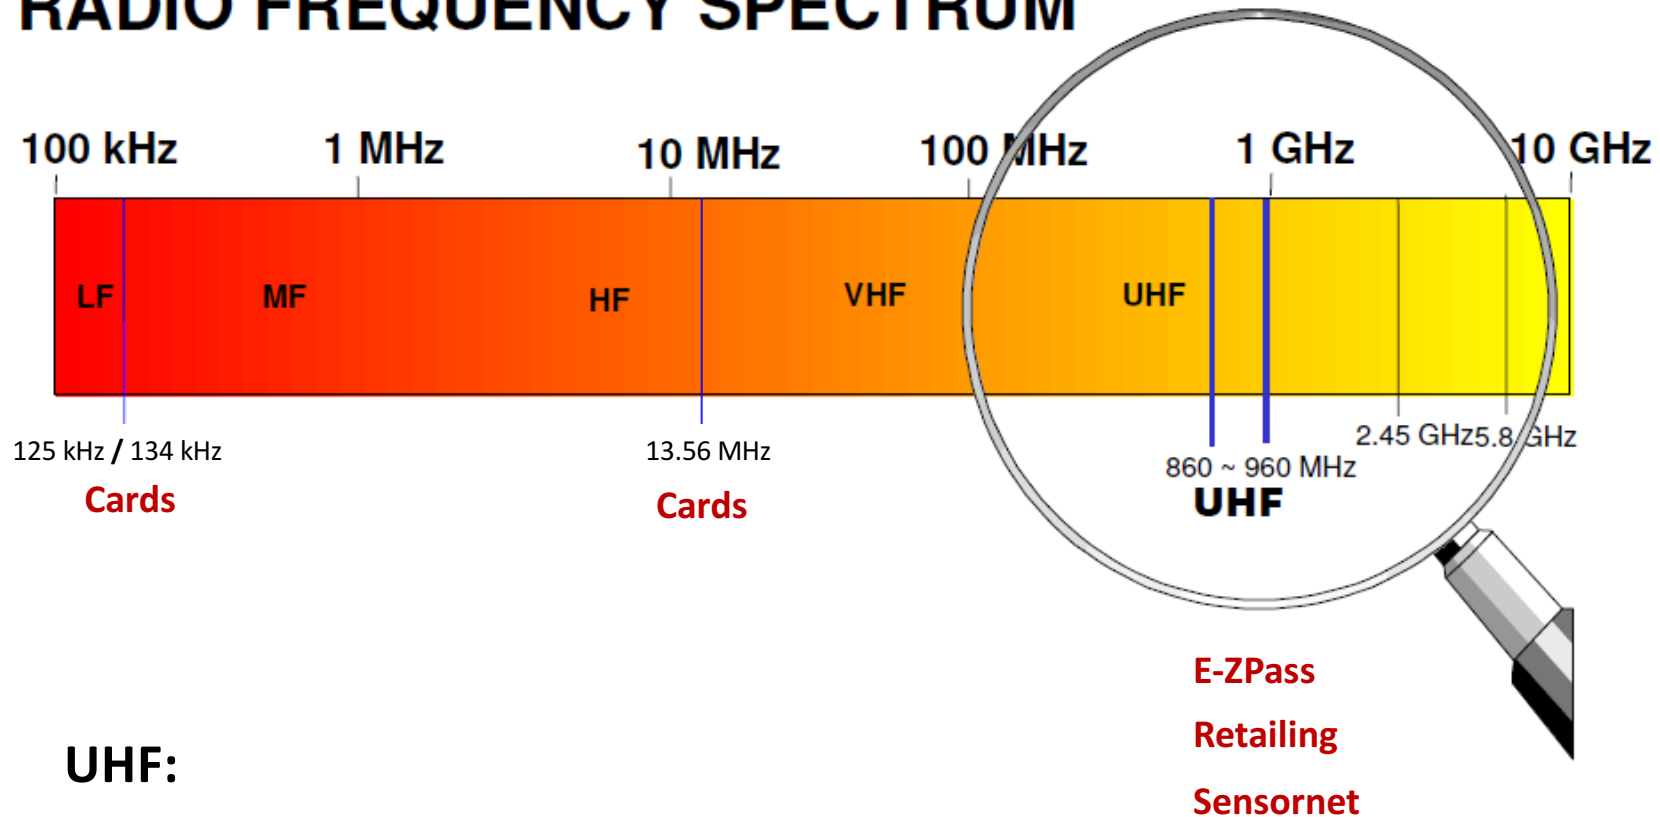 RADIO FREQUENCY SPECTRUM
100 kHz 1 MHz 10 MHz 100 MHz 1 GHz 10 GHz
LF MF HF VHF UHF
125 kHz / 134 kHz 13.56 MHz 860 ~ 960 MHz 2.45 GHz 5.8 GHz
Cards Cards UHF
E-ZPass
Retailing
UHF:
Sensornet